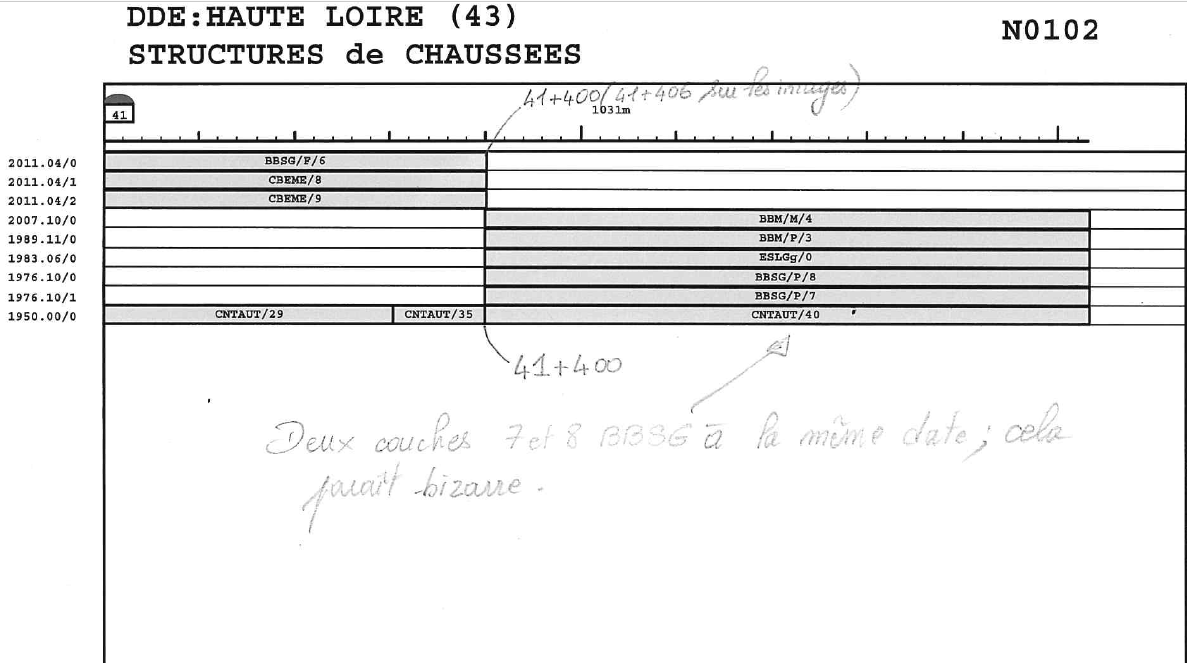 DDE:HAUTE LOIRE (43)
N0102
STRUCTURES de CHAUSSEES
41+400 (41+406 sur les images)
41
1031m
2011.04/0 BBSG/F/6
2011.04/1 CBEME/8
2011.04/2 CBEME/9
2007.10/0 BBM/M/4
1989.11/0 BBM/P/3
1983.06/0 ESLGg/0
1976.10/0 BBSG/P/8
1976.10/1 BBSG/P/7
1950.00/0 CNTAUT/29 CNTAUT/35 CNTAUT/40
41+400
Deux couches 7 et 8 BBSG à la même date; cela
paraît bizarre.